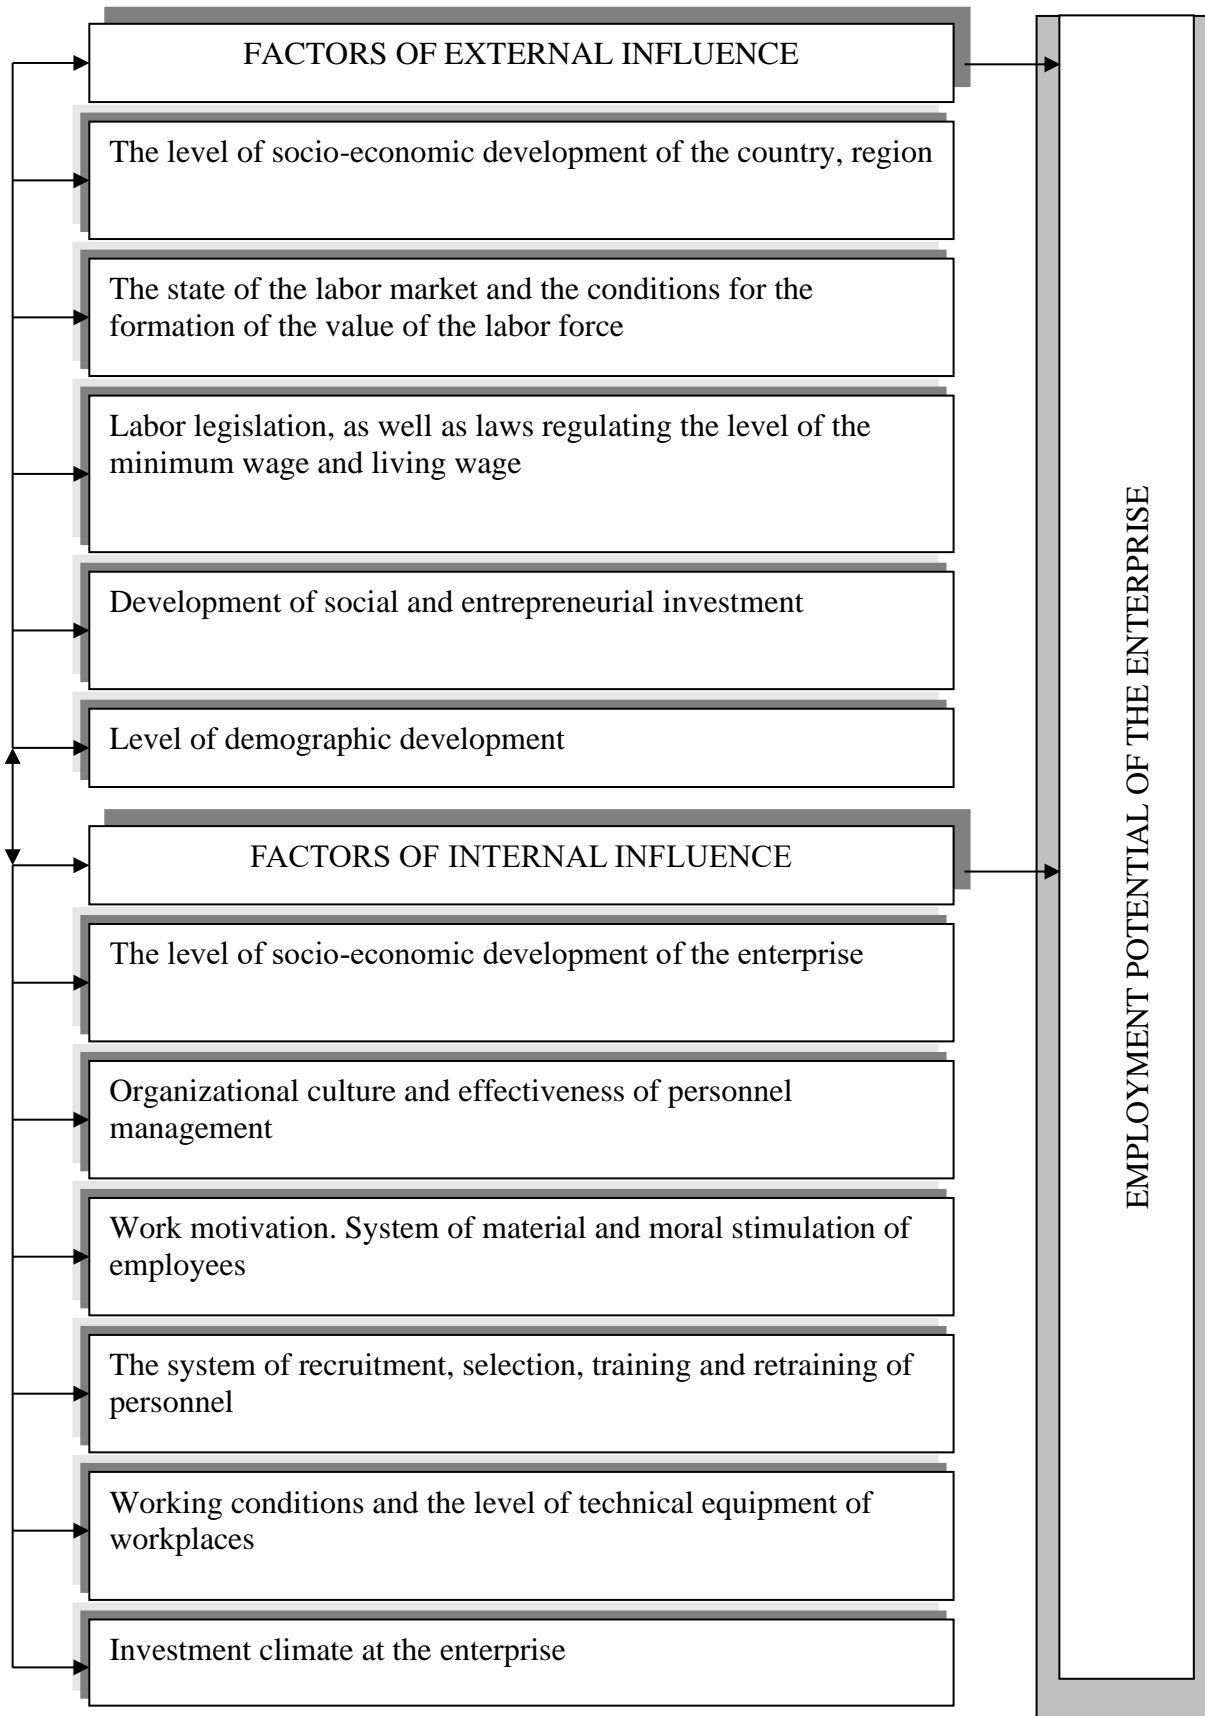 FACTORS OF EXTERNAL INFLUENCE
The level of socio-economic development of the country, region
The state of the labor market and the conditions for the
formation of the value of the labor force
Labor legislation, as well as laws regulating the level of the
minimum wage and living wage
Development of social and entrepreneurial investment
Level of demographic development
FACTORS OF INTERNAL INFLUENCE
The level of socio-economic development of the enterprise
Organizational culture and effectiveness of personnel
management
Work motivation. System of material and moral stimulation of
employees
The system of recruitment, selection, training and retraining of
personnel
Working conditions and the level of technical equipment of
workplaces
Investment climate at the enterprise
EMPLOYMENT POTENTIAL OF THE ENTERPRISE